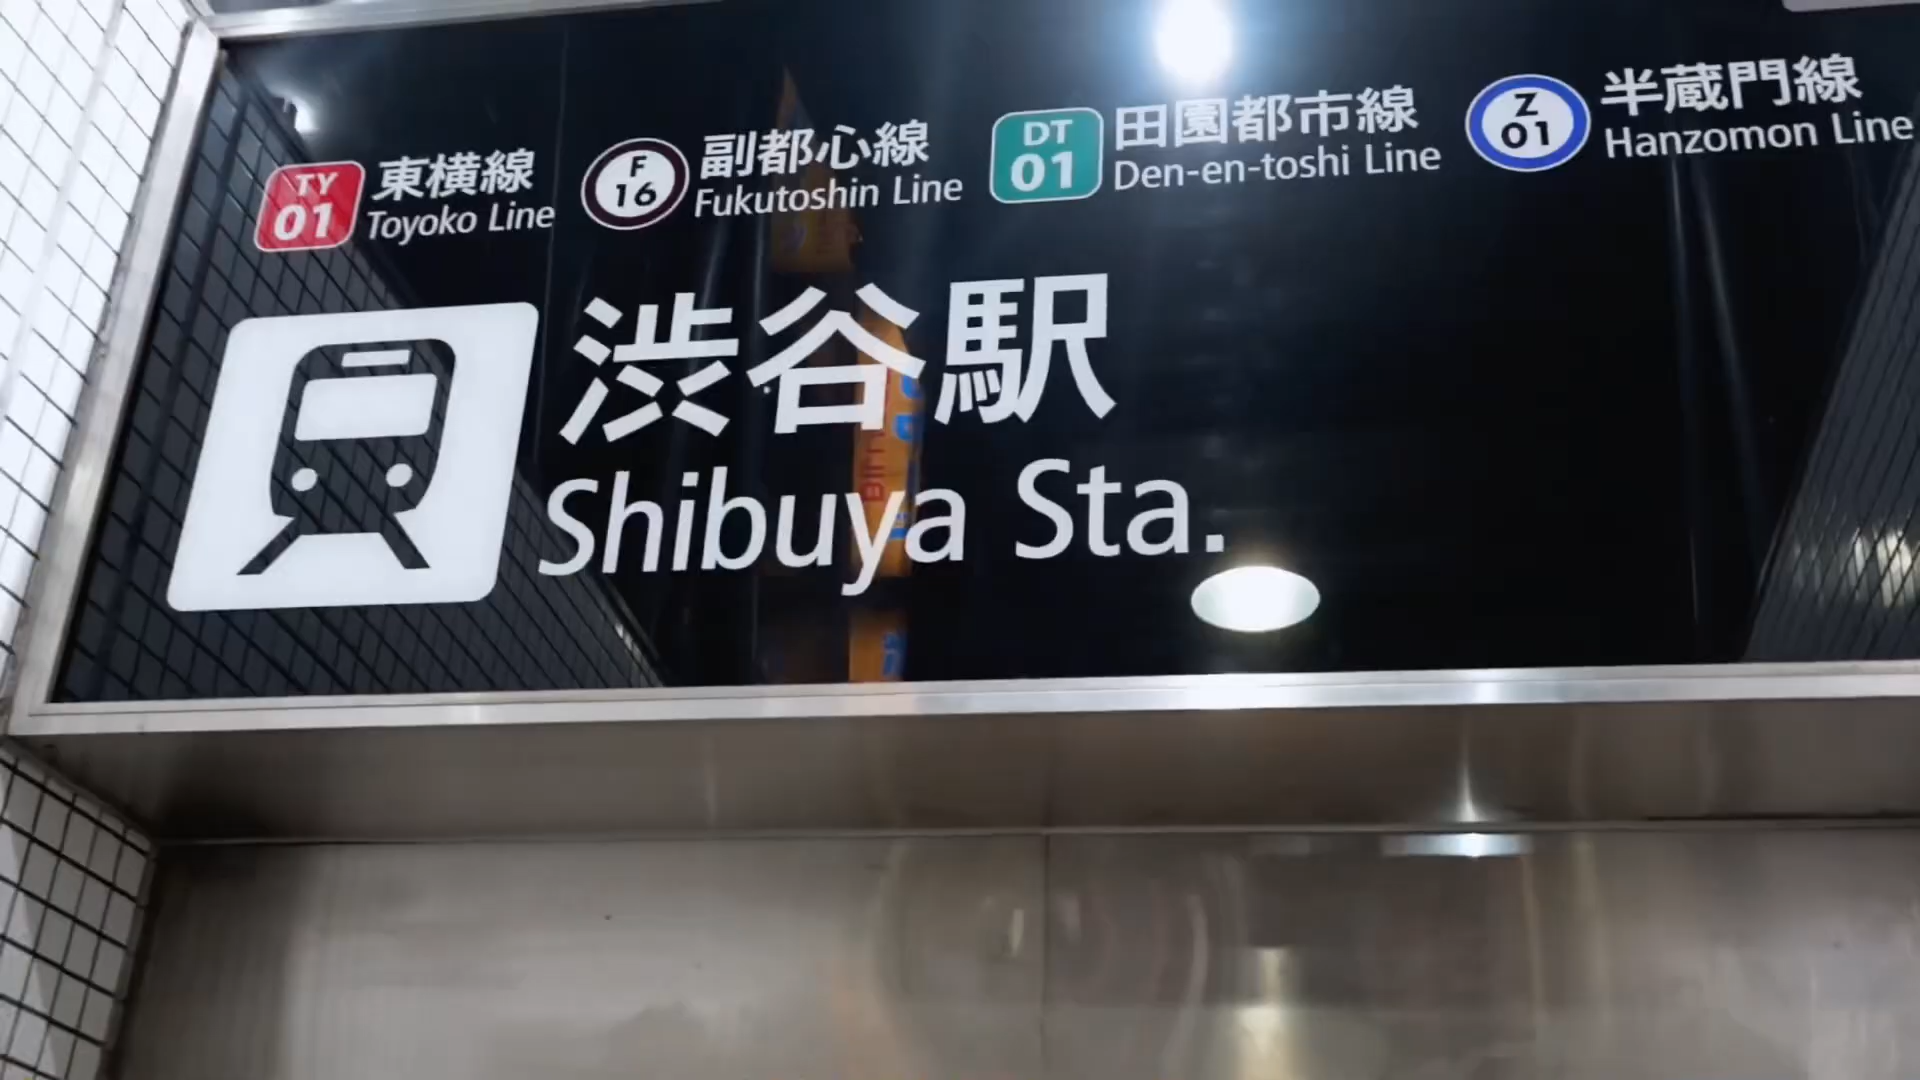 TY
01
東横線
Toyoko Line
F
16
副都心線
Fukutoshin Line
DT
01
田園都市線
Den-en-toshi Line
Z
01
半蔵門線
Hanzomon Line
渋谷駅
Shibuya Sta.